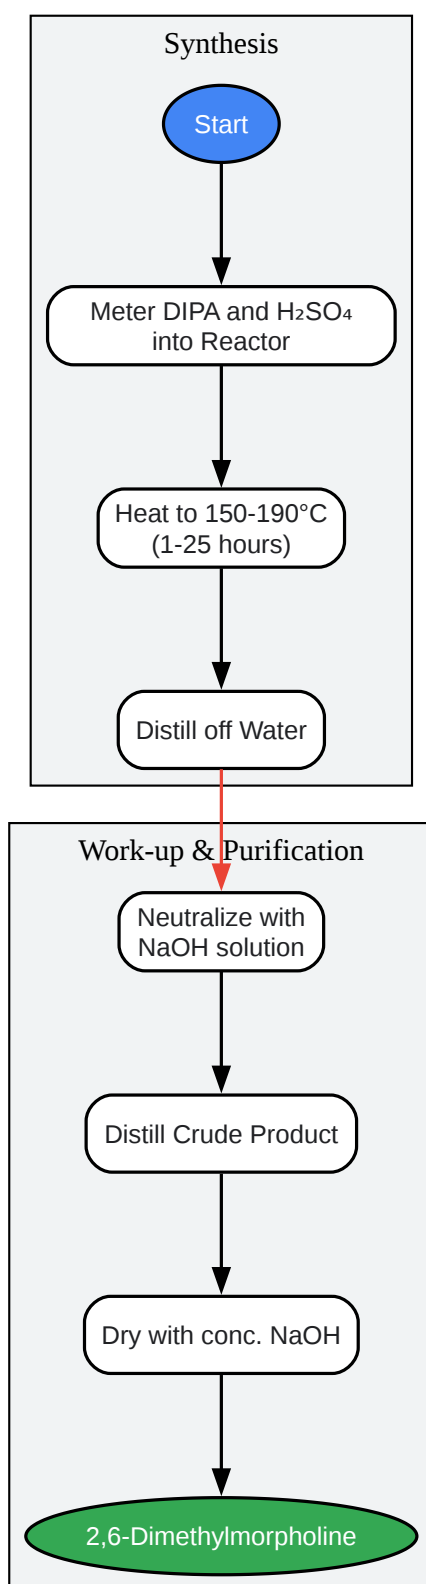 Synthesis
Start
Meter DIPA and H₂SO₄
into Reactor
Heat to 150-190°C
(1-25 hours)
Distill off Water
Work-up & Purification
Neutralize with
NaOH solution
Distill Crude Product
Dry with conc. NaOH
2,6-Dimethylmorpholine